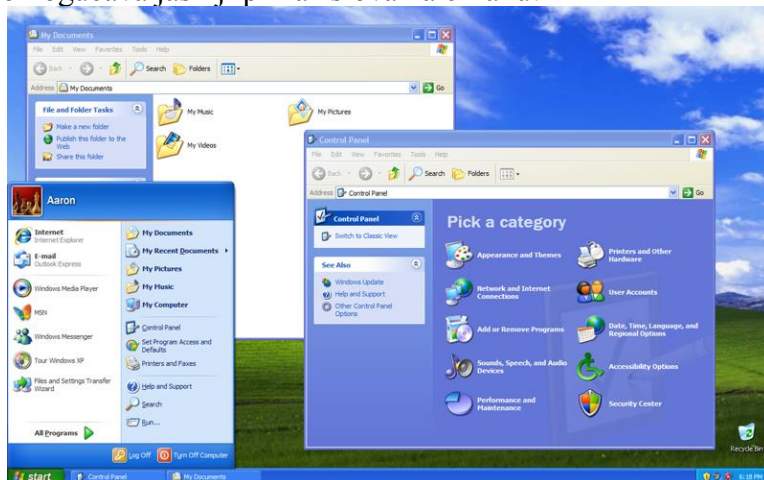 My Documents
File Edit View Favorites Tools Help
Back Search Folders
Address My Documents Go
File and Folder Tasks
Make a new folder
Publish this folder to the
Web
Share this folder
My Music
My Pictures
My Videos
Control Panel
File Edit View Favorites Tools Help
Back Search Folders
Address Control Panel Go
Control Panel
Switch to Classic View
See Also
Windows Update
Help and Support
Other Control Panel
Options
Pick a category
Appearance and Themes
Printers and Other
Hardware
Network and Internet
Connections
User Accounts
Add or Remove Programs
Date, Time, Language, and
Regional Options
Sounds, Speech, and Audio
Devices
Accessibility Options
Performance and
Maintenance
Security Center
Aaron
Internet
Internet Explorer
E-mail
Outlook Express
Windows Media Player
MSN
Windows Messenger
Tour Windows XP
Files and Settings Transfer
Wizard
All Programs
My Documents
My Recent Documents
My Pictures
My Music
My Computer
Control Panel
Set Program Access and
Defaults
Printers and Faxes
Help and Support
Search
Run...
Log Off Turn Off Computer
Recycle Bin
start Control Panel My Documents 5:18 PM